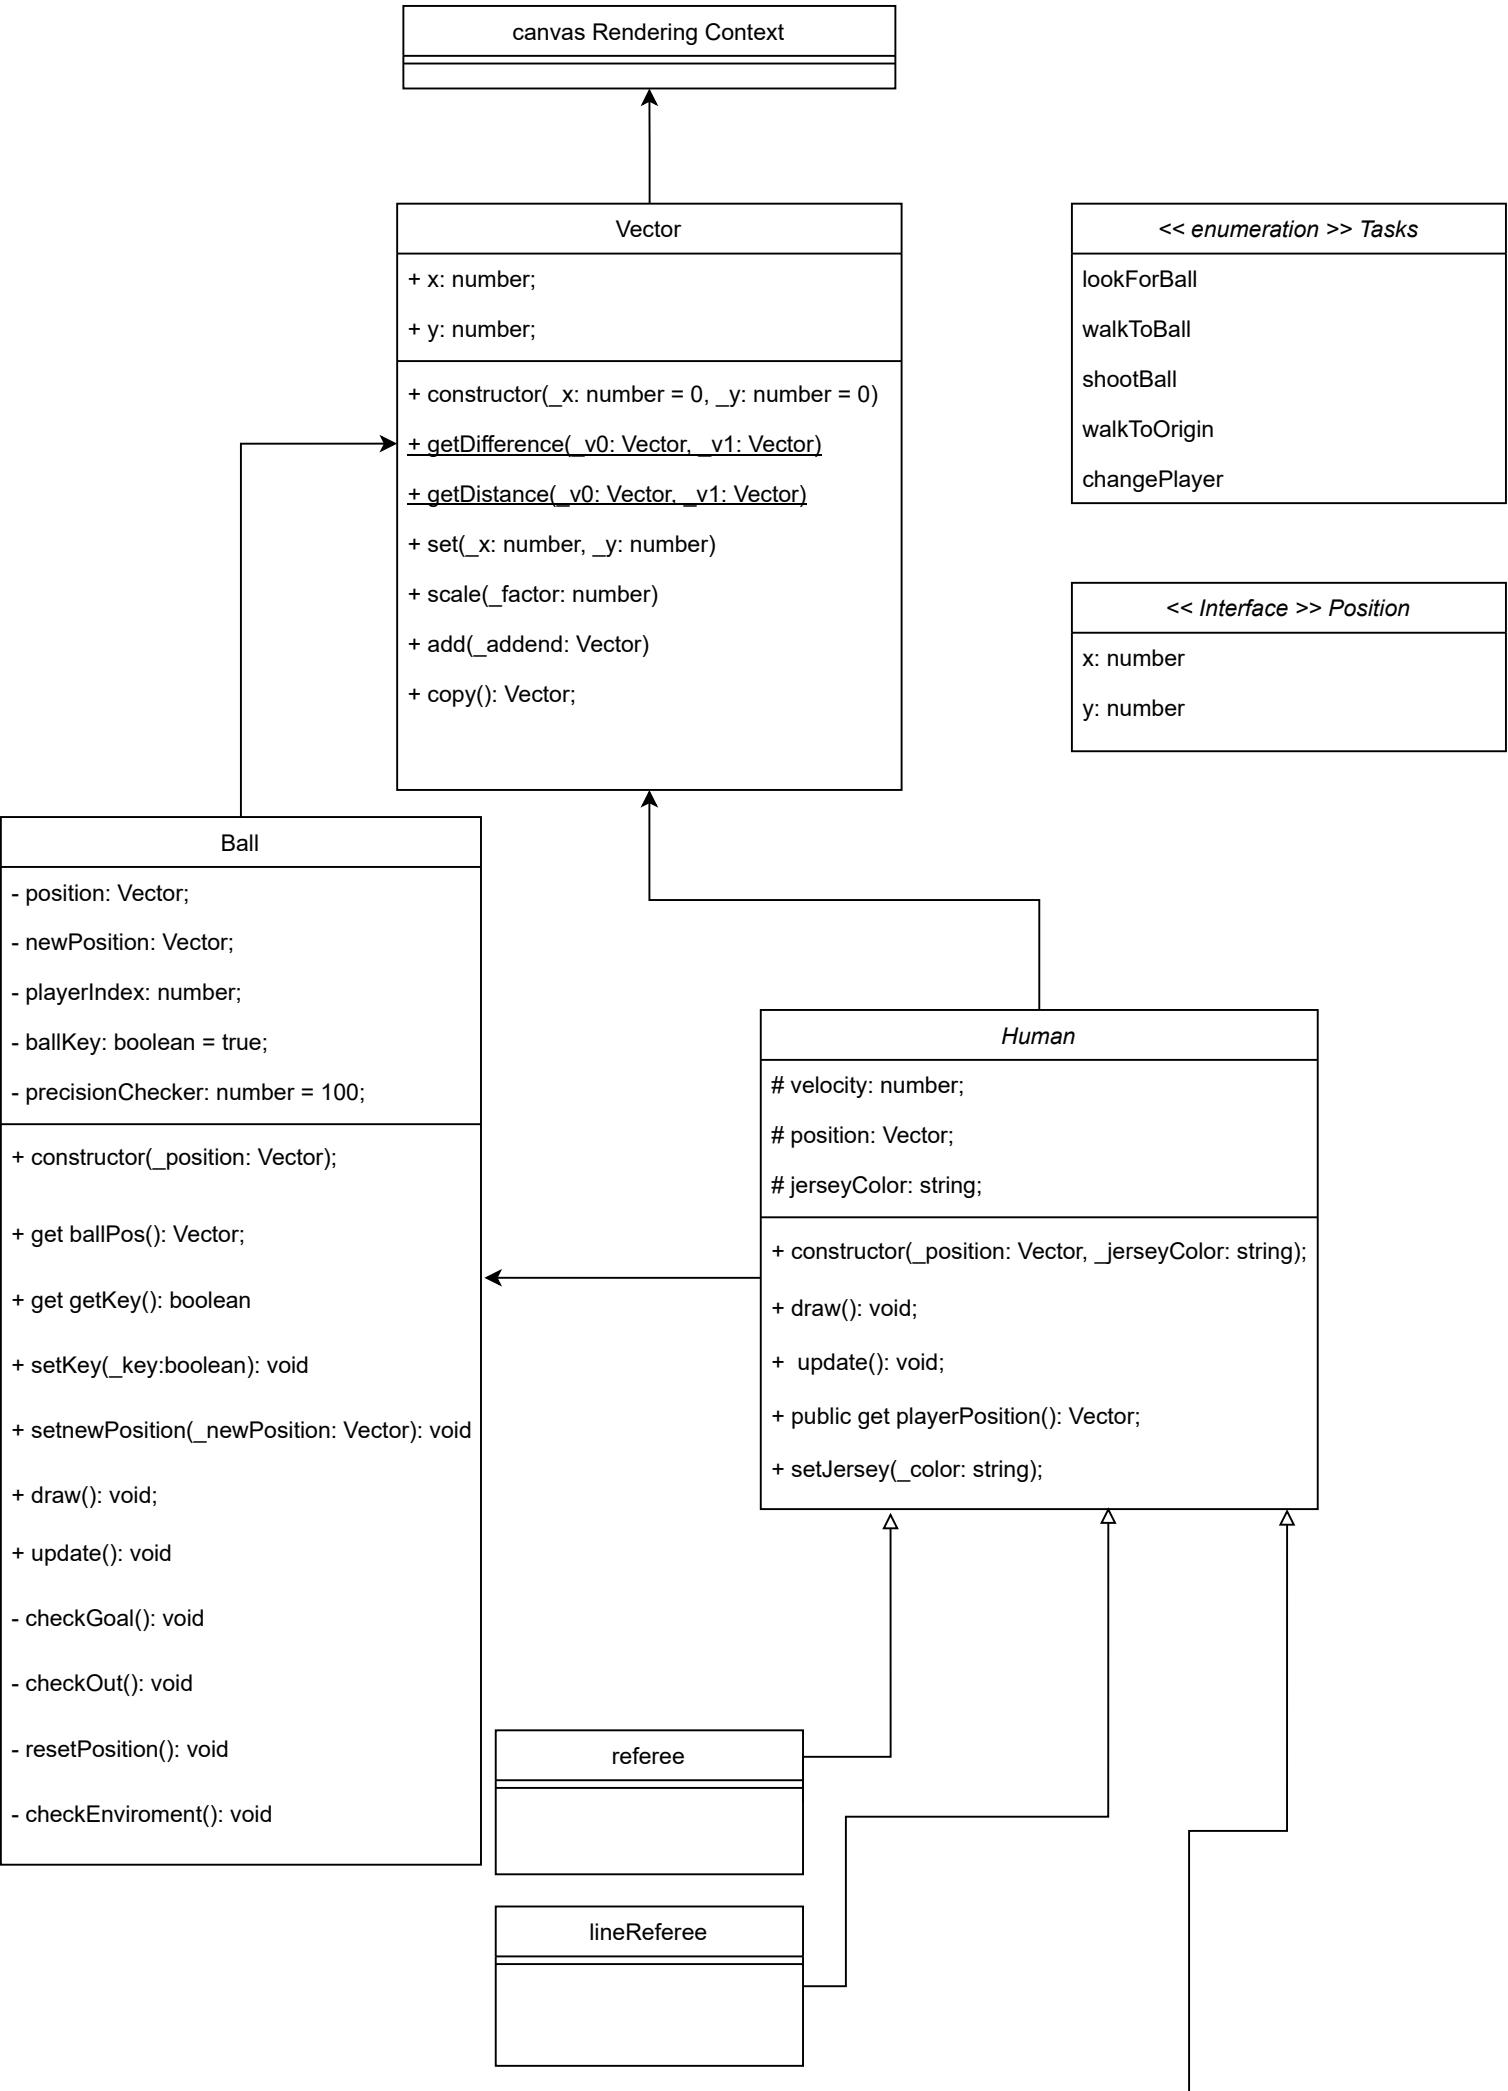 canvas Rendering Context
Vector
+ x: number;
+ y: number;
+ constructor(_x: number = 0, _y: number = 0)
+ getDifference(_v0: Vector, _v1: Vector)
+ getDistance(_v0: Vector, _v1: Vector)
+ set(_x: number, _y: number)
+ scale(_factor: number)
+ add(_addend: Vector)
+ copy(): Vector;
<< enumeration >> Tasks
lookForBall
walkToBall
shootBall
walkToOrigin
changePlayer
<< Interface >> Position
x: number
y: number
Ball
- position: Vector;
- newPosition: Vector;
- playerIndex: number;
- ballKey: boolean = true;
- precisionChecker: number = 100;
+ constructor(_position: Vector);
+ get ballPos(): Vector;
+ get getKey(): boolean
+ setKey(_key:boolean): void
+ setnewPosition(_newPosition: Vector): void
+ draw(): void;
+ update(): void
- checkGoal(): void
- checkOut(): void
- resetPosition(): void
- checkEnviroment(): void
Human
# velocity: number;
# position: Vector;
# jerseyColor: string;
+ constructor(_position: Vector, _jerseyColor: string);
+ draw(): void;
+  update(): void;
+ public get playerPosition(): Vector;
+ setJersey(_color: string);
referee
lineReferee